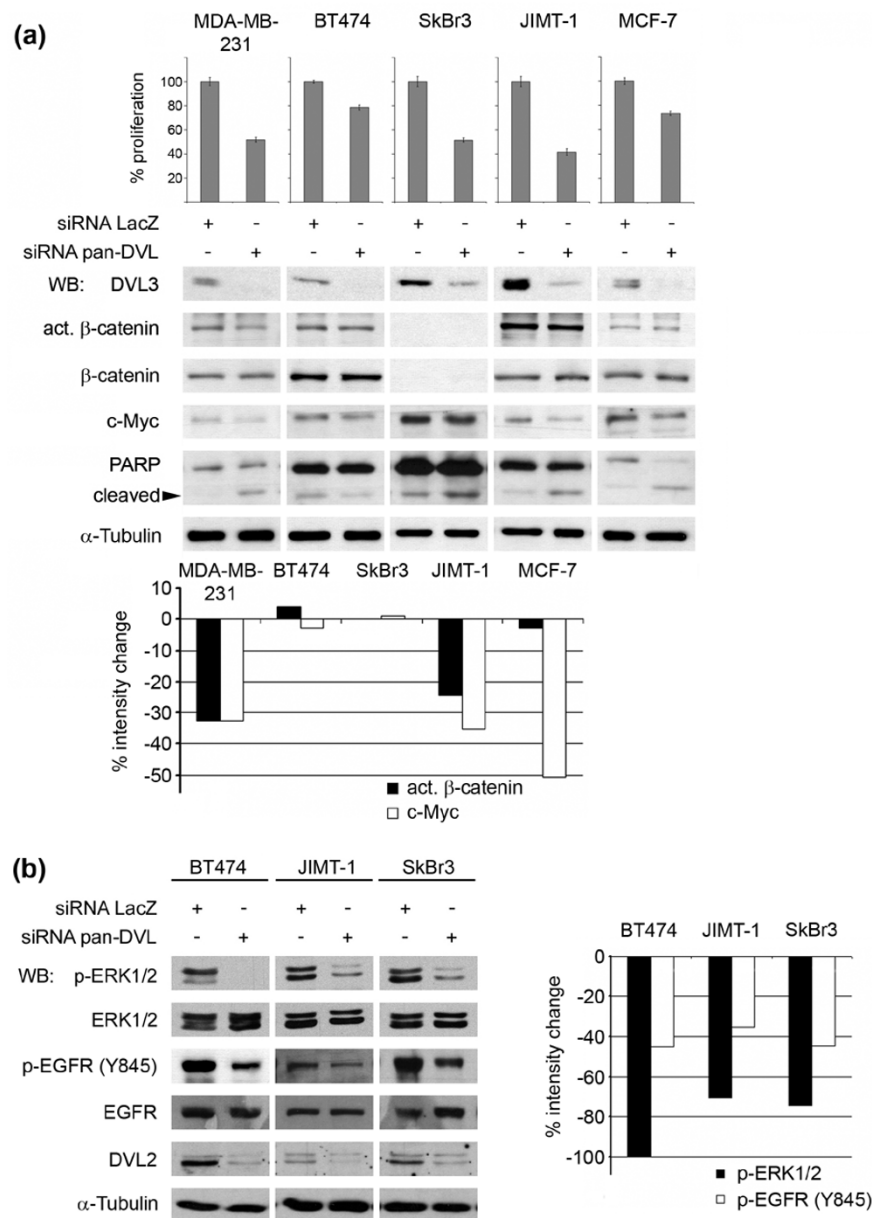 (a)
MDA-MB-231 BT474 SkBr3 JIMT-1 MCF-7
% proliferation
100
80
60
40
20
siRNA LacZ + - + - + - + - + -
siRNA pan-DVL - + - + - + - + - +
WB: DVL3
act. β-catenin
β-catenin
c-Myc
PARP
cleaved
α-Tubulin
MDA-MB-231 BT474 SkBr3 JIMT-1 MCF-7
% intensity change
10
0
-10
-20
-30
-40
-50
act. β-catenin
c-Myc
(b)
BT474 JIMT-1 SkBr3
siRNA LacZ + - + - + -
siRNA pan-DVL - + - + - +
WB: p-ERK1/2
ERK1/2
p-EGFR (Y845)
EGFR
DVL2
α-Tubulin
BT474 JIMT-1 SkBr3
% intensity change
0
-20
-40
-60
-80
-100
p-ERK1/2
p-EGFR (Y845)